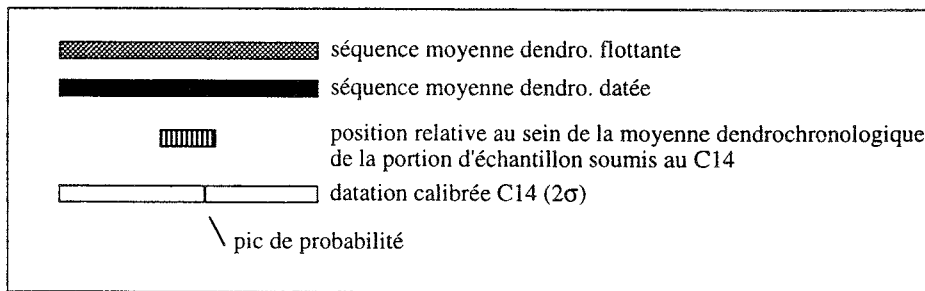 séquence moyenne dendro. flottante
séquence moyenne dendro. datée
position relative au sein de la moyenne dendrochronologique
de la portion d'échantillon soumis au C14
datation calibrée C14 (2σ)
pic de probabilité